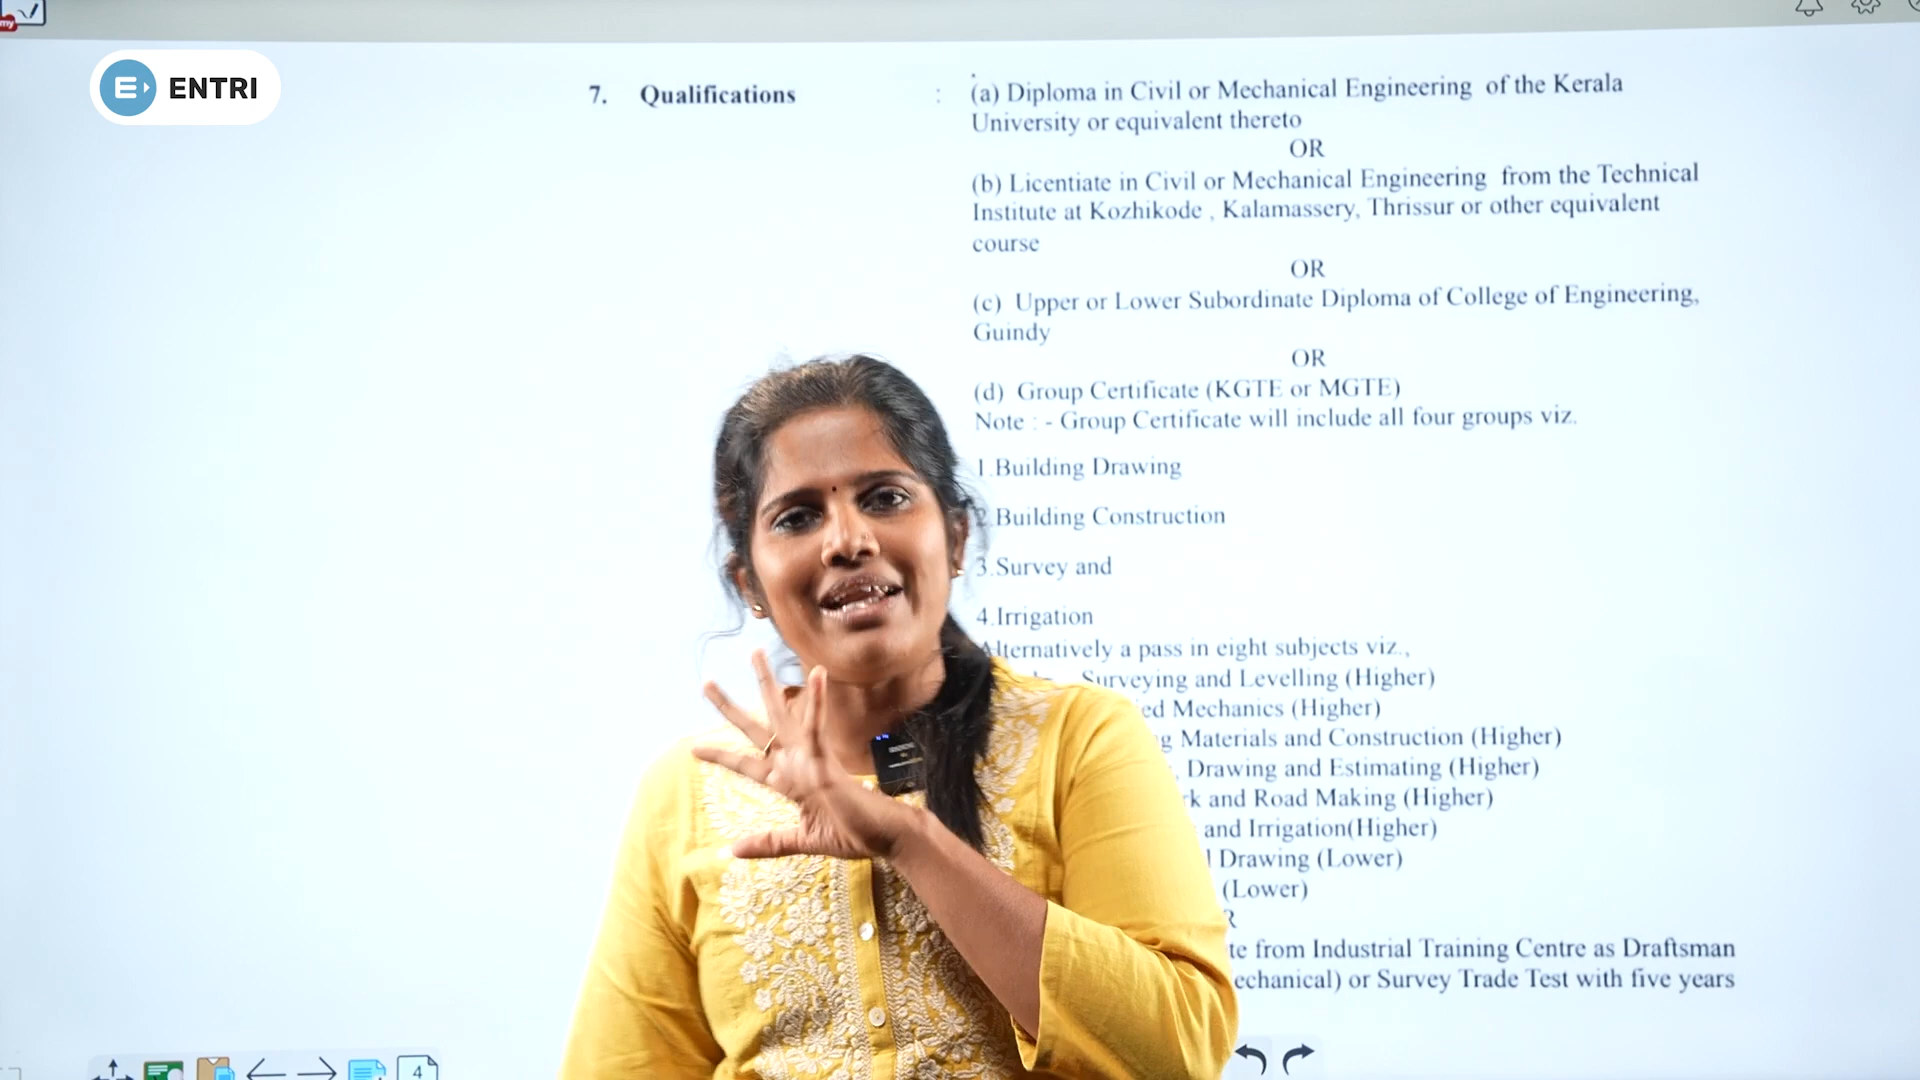 ENTRI
7. Qualifications :
(a) Diploma in Civil or Mechanical Engineering of the Kerala
University or equivalent thereto
OR
(b) Licentiate in Civil or Mechanical Engineering from the Technical
Institute at Kozhikode , Kalamassery, Thrissur or other equivalent
course
OR
(c) Upper or Lower Subordinate Diploma of College of Engineering,
Guindy
OR
(d) Group Certificate (KGTE or MGTE)
Note : - Group Certificate will include all four groups viz.
1.Building Drawing
2.Building Construction
3.Survey and
4.Irrigation
Alternatively a pass in eight subjects viz.,
Surveying and Levelling (Higher)
Mechanics (Higher)
Materials and Construction (Higher)
Drawing and Estimating (Higher)
and Road Making (Higher)
and Irrigation(Higher)
Drawing (Lower)
(Lower)
from Industrial Training Centre as Draftsman
or Survey Trade Test with five years
4